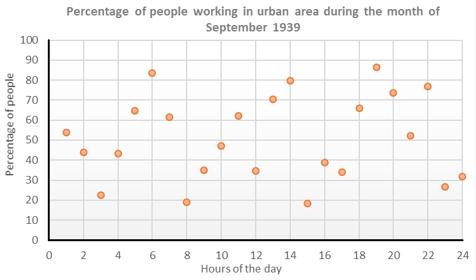 Percentage of people working in urban area during the month of
September 1939
100
90
80
70
60
50
40
30
20
10
0
Percentage of people
0 2 4 6 8 10 12 14 16 18 20 22 24
Hours of the day